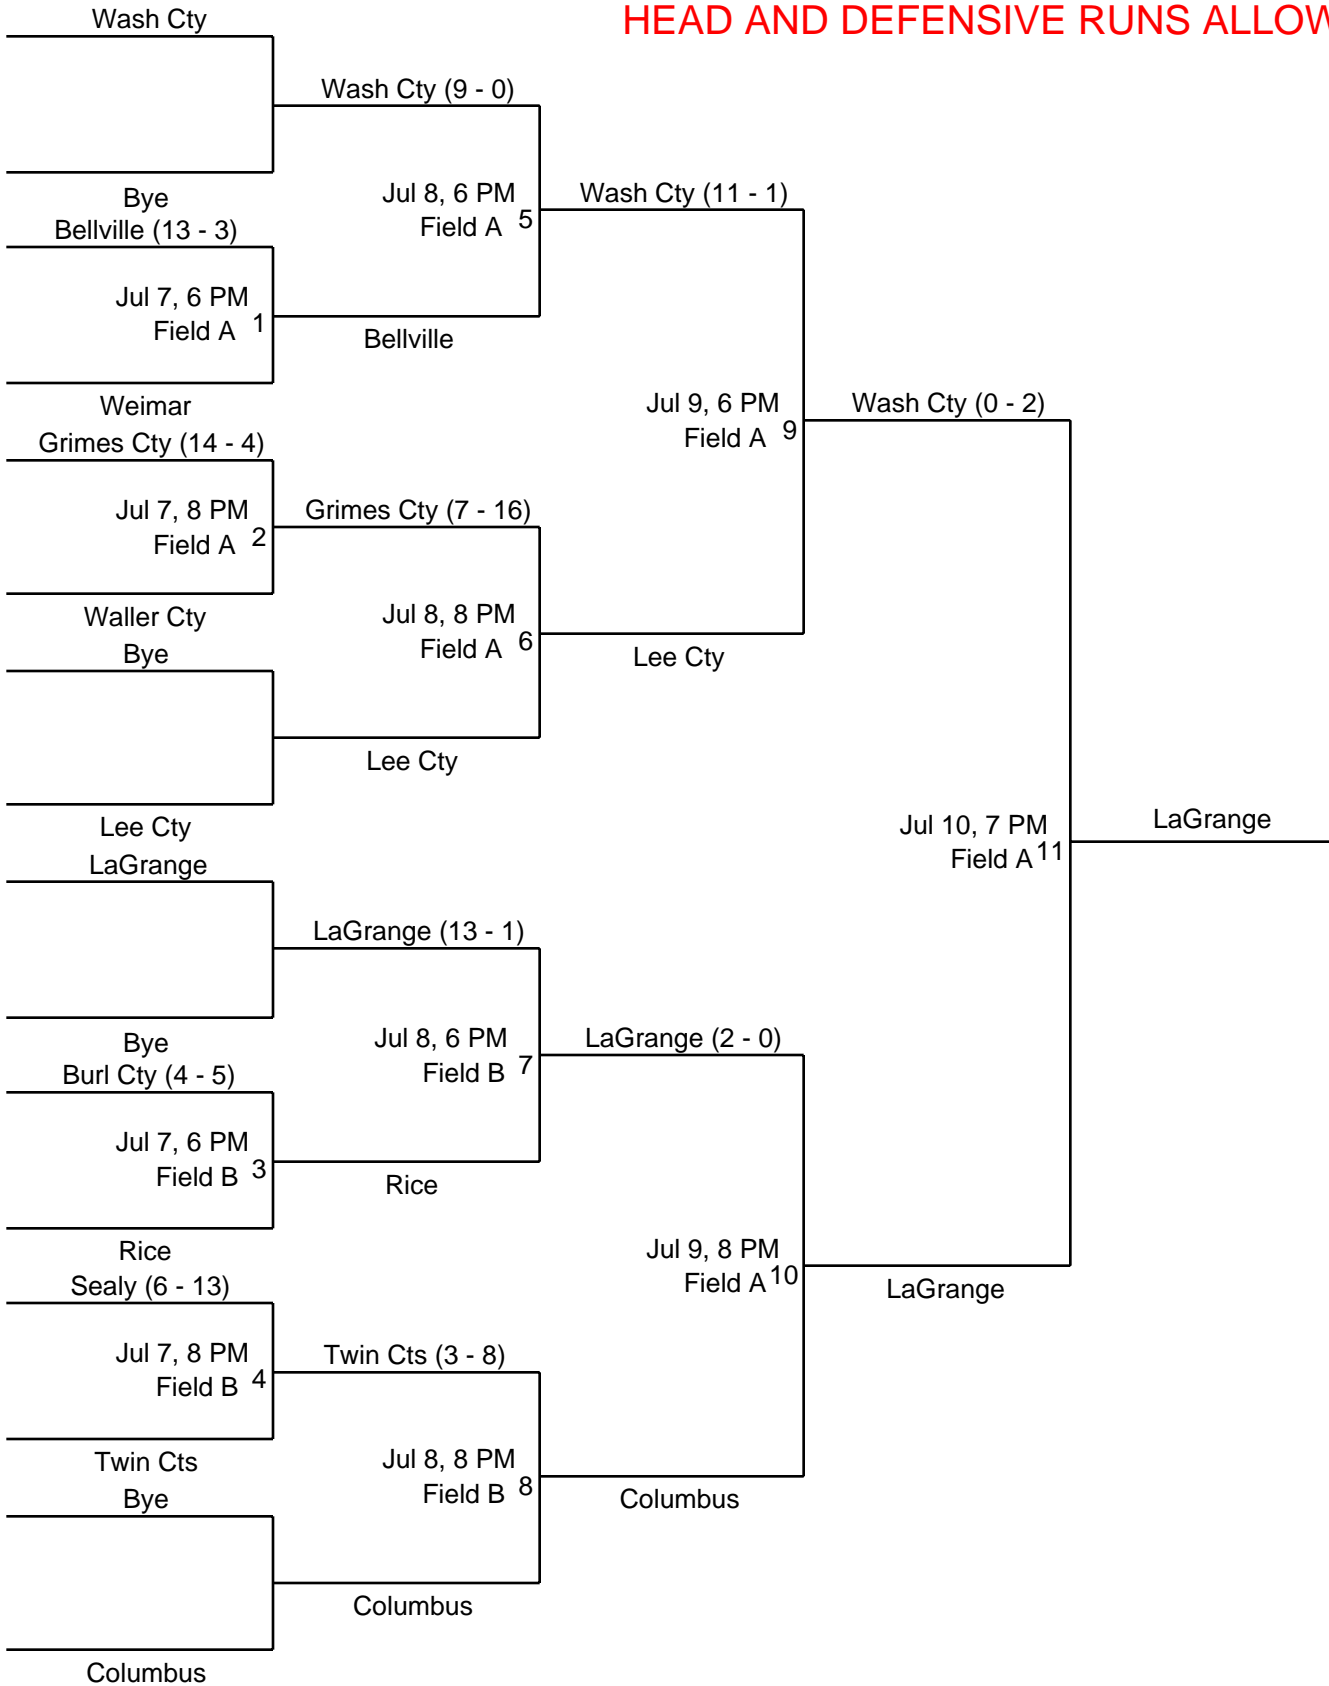 Wash Cty
HEAD AND DEFENSIVE RUNS ALLOW
Wash Cty (9 - 0)
Bye
Jul 8, 6 PM
Field A 5
Wash Cty (11 - 1)
Bellville (13 - 3)
Jul 7, 6 PM
Field A 1
Bellville
Weimar
Jul 9, 6 PM
Field A 9
Wash Cty (0 - 2)
Grimes Cty (14 - 4)
Jul 7, 8 PM
Field A 2
Grimes Cty (7 - 16)
Waller Cty
Jul 8, 8 PM
Field A 6
Lee Cty
Bye
Lee Cty
Lee Cty
Jul 10, 7 PM
Field A 11
LaGrange
LaGrange
LaGrange (13 - 1)
Bye
Jul 8, 6 PM
Field B 7
LaGrange (2 - 0)
Burl Cty (4 - 5)
Jul 7, 6 PM
Field B 3
Rice
Rice
Jul 9, 8 PM
Field A 10
LaGrange
Sealy (6 - 13)
Jul 7, 8 PM
Field B 4
Twin Cts (3 - 8)
Twin Cts
Jul 8, 8 PM
Field B 8
Columbus
Bye
Columbus
Columbus